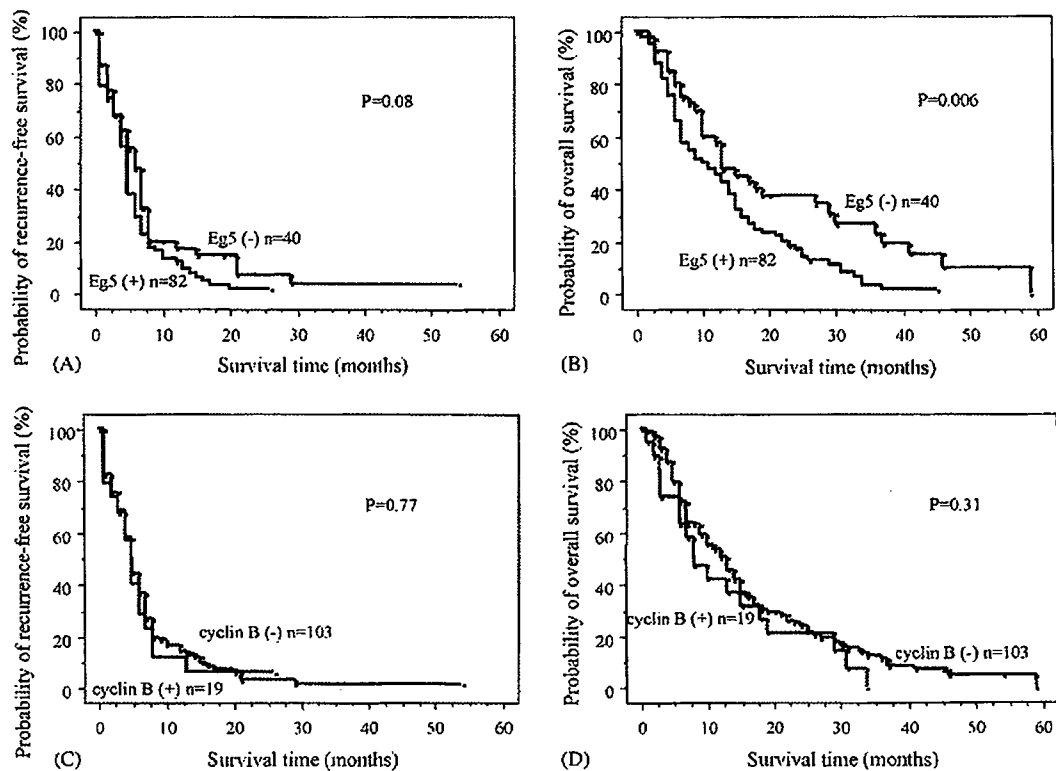 Probability of recurrence-free survival (%)
100
80
60
40
20
0
P=0.08
Eg5 (-) n=40
Eg5 (+) n=82
0 10 20 30 40 50 60
(A) Survival time (months)
Probability of overall survival (%)
100
80
60
40
20
0
P=0.006
Eg5 (-) n=40
Eg5 (+) n=82
0 10 20 30 40 50 60
(B) Survival time (months)
Probability of recurrence-free survival (%)
100
80
60
40
20
0
P=0.77
cyclin B (-) n=103
cyclin B (+) n=19
0 10 20 30 40 50 60
(C) Survival time (months)
Probability of overall survival (%)
100
80
60
40
20
0
P=0.31
cyclin B (+) n=19
cyclin B (-) n=103
0 10 20 30 40 50 60
(D) Survival time (months)